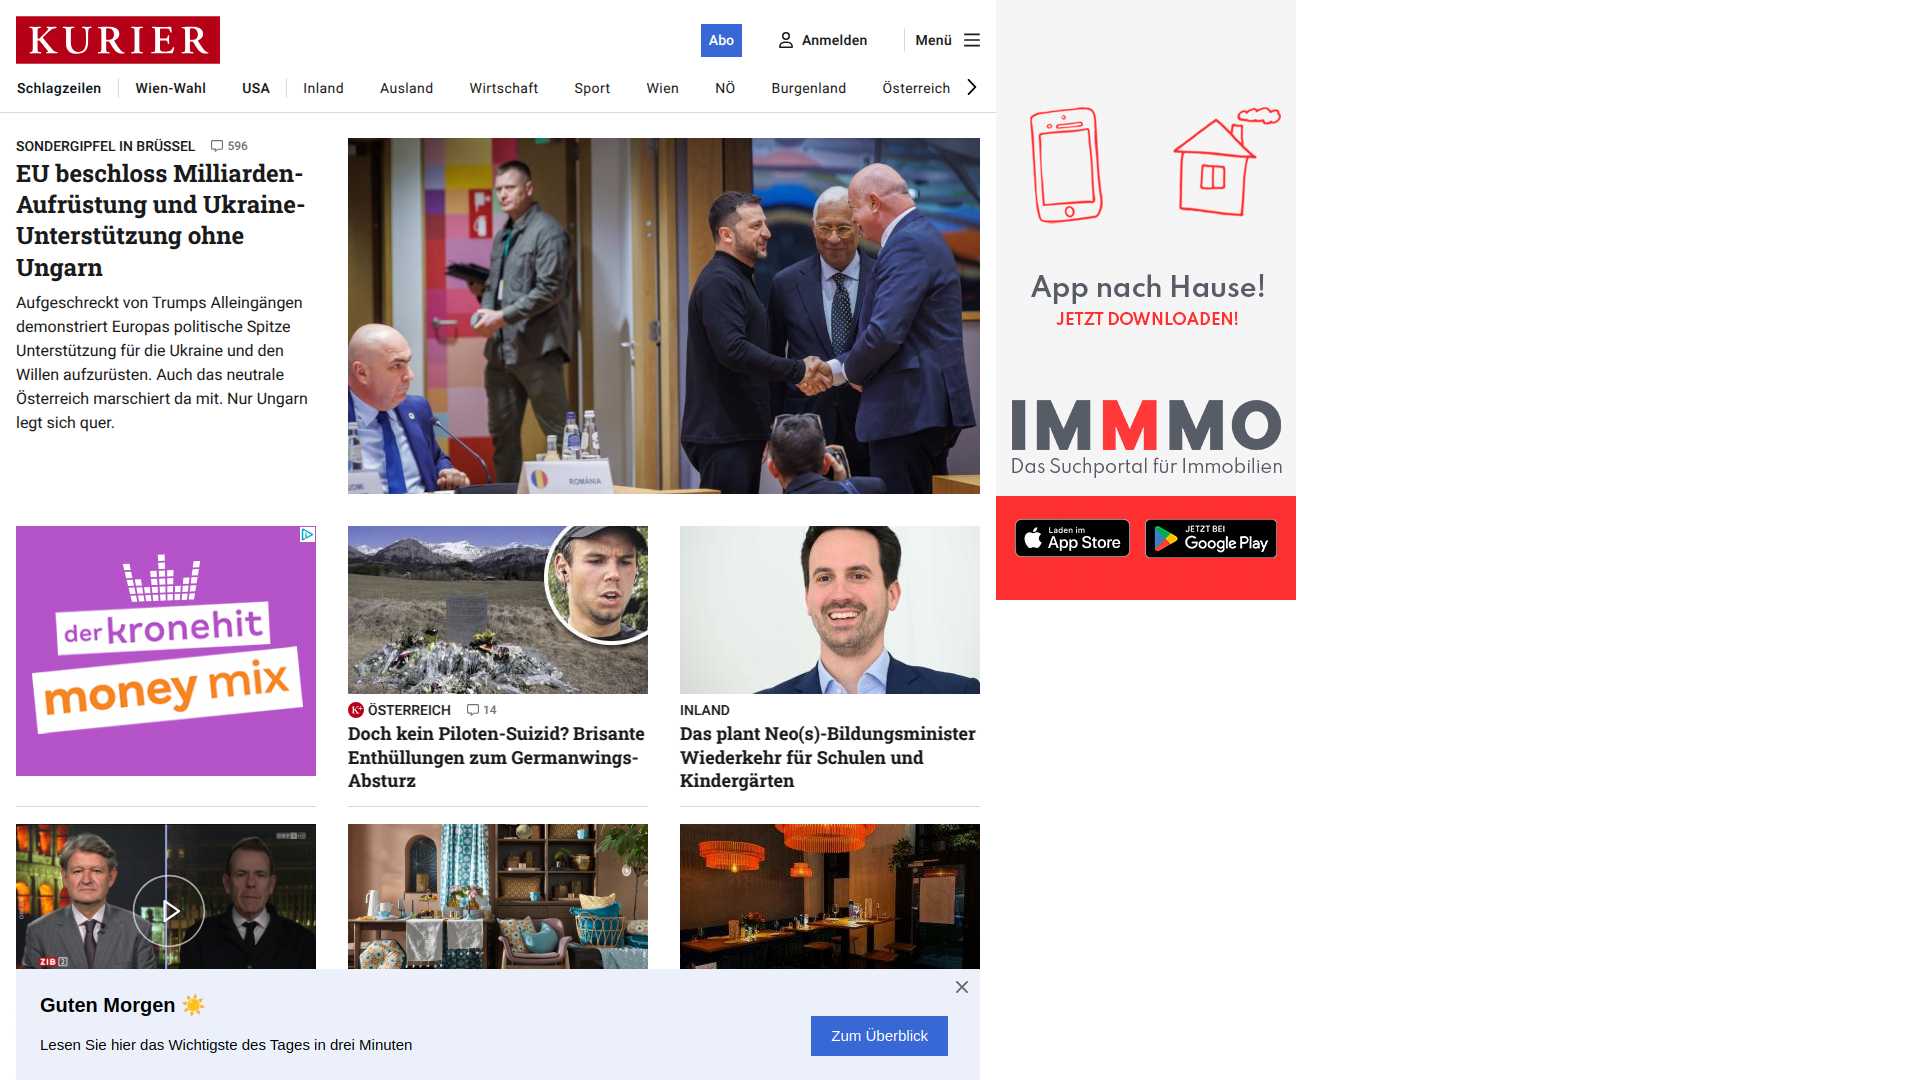 KURIER
Abo
Anmelden
Menü
Schlagzeilen
Wien-Wahl
USA
Inland
Ausland
Wirtschaft
Sport
Wien
NÖ
Burgenland
Österreich
SONDERGIPFEL IN BRÜSSEL 596
EU beschloss Milliarden-
Aufrüstung und Ukraine-
Unterstützung ohne
Ungarn
Aufgeschreckt von Trumps Alleingängen
demonstriert Europas politische Spitze
Unterstützung für die Ukraine und den
Willen aufzurüsten. Auch das neutrale
Österreich marschiert da mit. Nur Ungarn
legt sich quer.
ROMÂNIA
App nach Hause!
JETZT DOWNLOADEN!
IMMMO
Das Suchportal für Immobilien
Laden im
App Store
JETZT BEI
Google Play
der kronehit
money mix
K+ ÖSTERREICH 14
Doch kein Piloten-Suizid? Brisante
Enthüllungen zum Germanwings-
Absturz
INLAND
Das plant Neo(s)-Bildungsminister
Wiederkehr für Schulen und
Kindergärten
ZIB 2
Guten Morgen ☀️
Lesen Sie hier das Wichtigste des Tages in drei Minuten
Zum Überblick